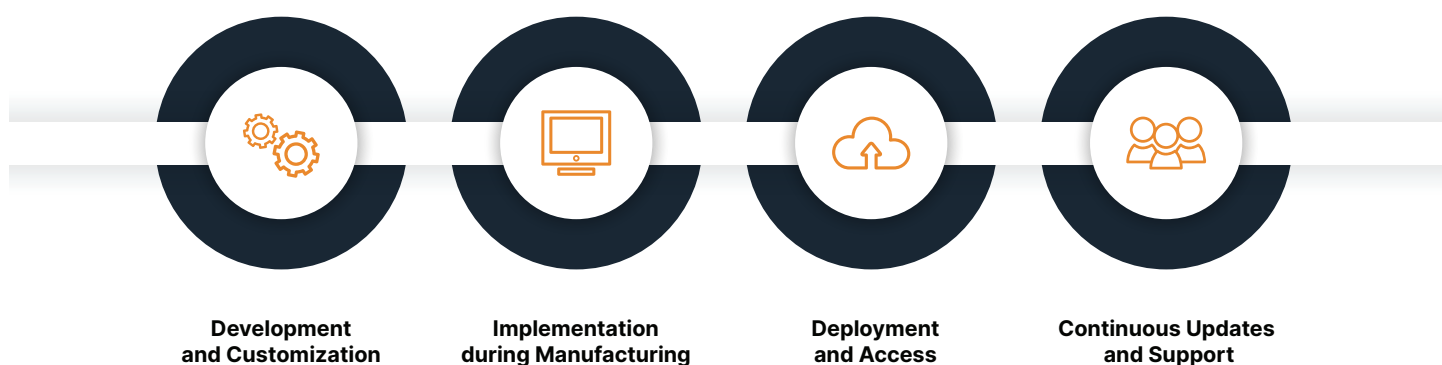 Development
and Customization
Implementation
during Manufacturing
Deployment
and Access
Continuous Updates
and Support